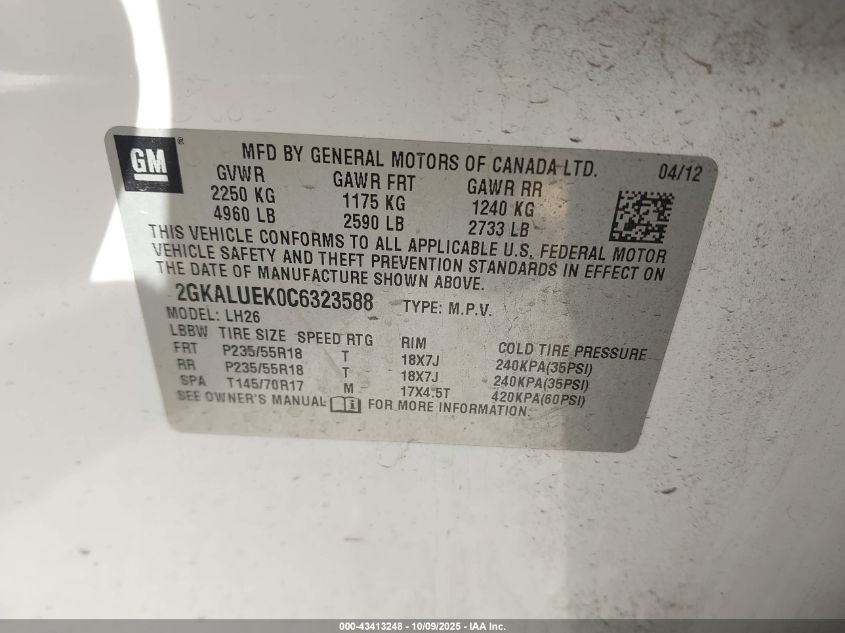 GM ®
MFD BY GENERAL MOTORS OF CANADA LTD. 04/12
GVWR GAWR FRT GAWR RR
2250 KG 1175 KG 1240 KG
4960 LB 2590 LB 2733 LB
THIS VEHICLE CONFORMS TO ALL APPLICABLE U.S. FEDERAL MOTOR
VEHICLE SAFETY AND THEFT PREVENTION STANDARDS IN EFFECT ON
THE DATE OF MANUFACTURE SHOWN ABOVE.
2GKALUEK0C6323588 TYPE: M.P.V.
MODEL: LH26
LBBW TIRE SIZE SPEED RTG RIM COLD TIRE PRESSURE
FRT P235/55R18 T 18X7J 240KPA(35PSI)
RR P235/55R18 T 18X7J 240KPA(35PSI)
SPA T145/70R17 M 17X4.5T 420KPA(60PSI)
SEE OWNER'S MANUAL i FOR MORE INFORMATION.
000-43413248 - 10/09/2025 - IAA Inc.